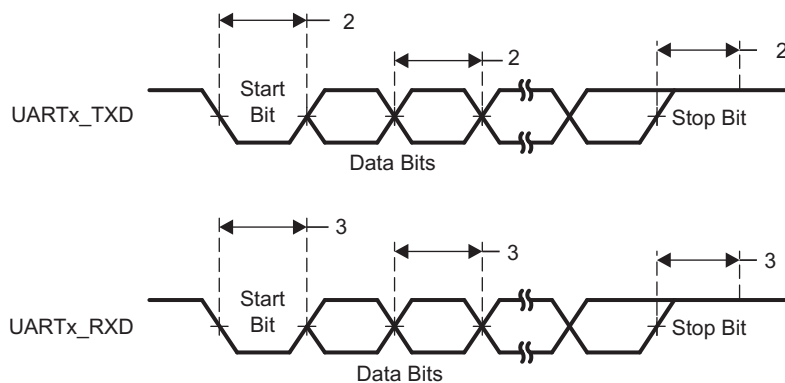 2
2
2
UARTx_TXD
Start
Bit
Stop Bit
Data Bits
3
3
3
UARTx_RXD
Start
Bit
Stop Bit
Data Bits